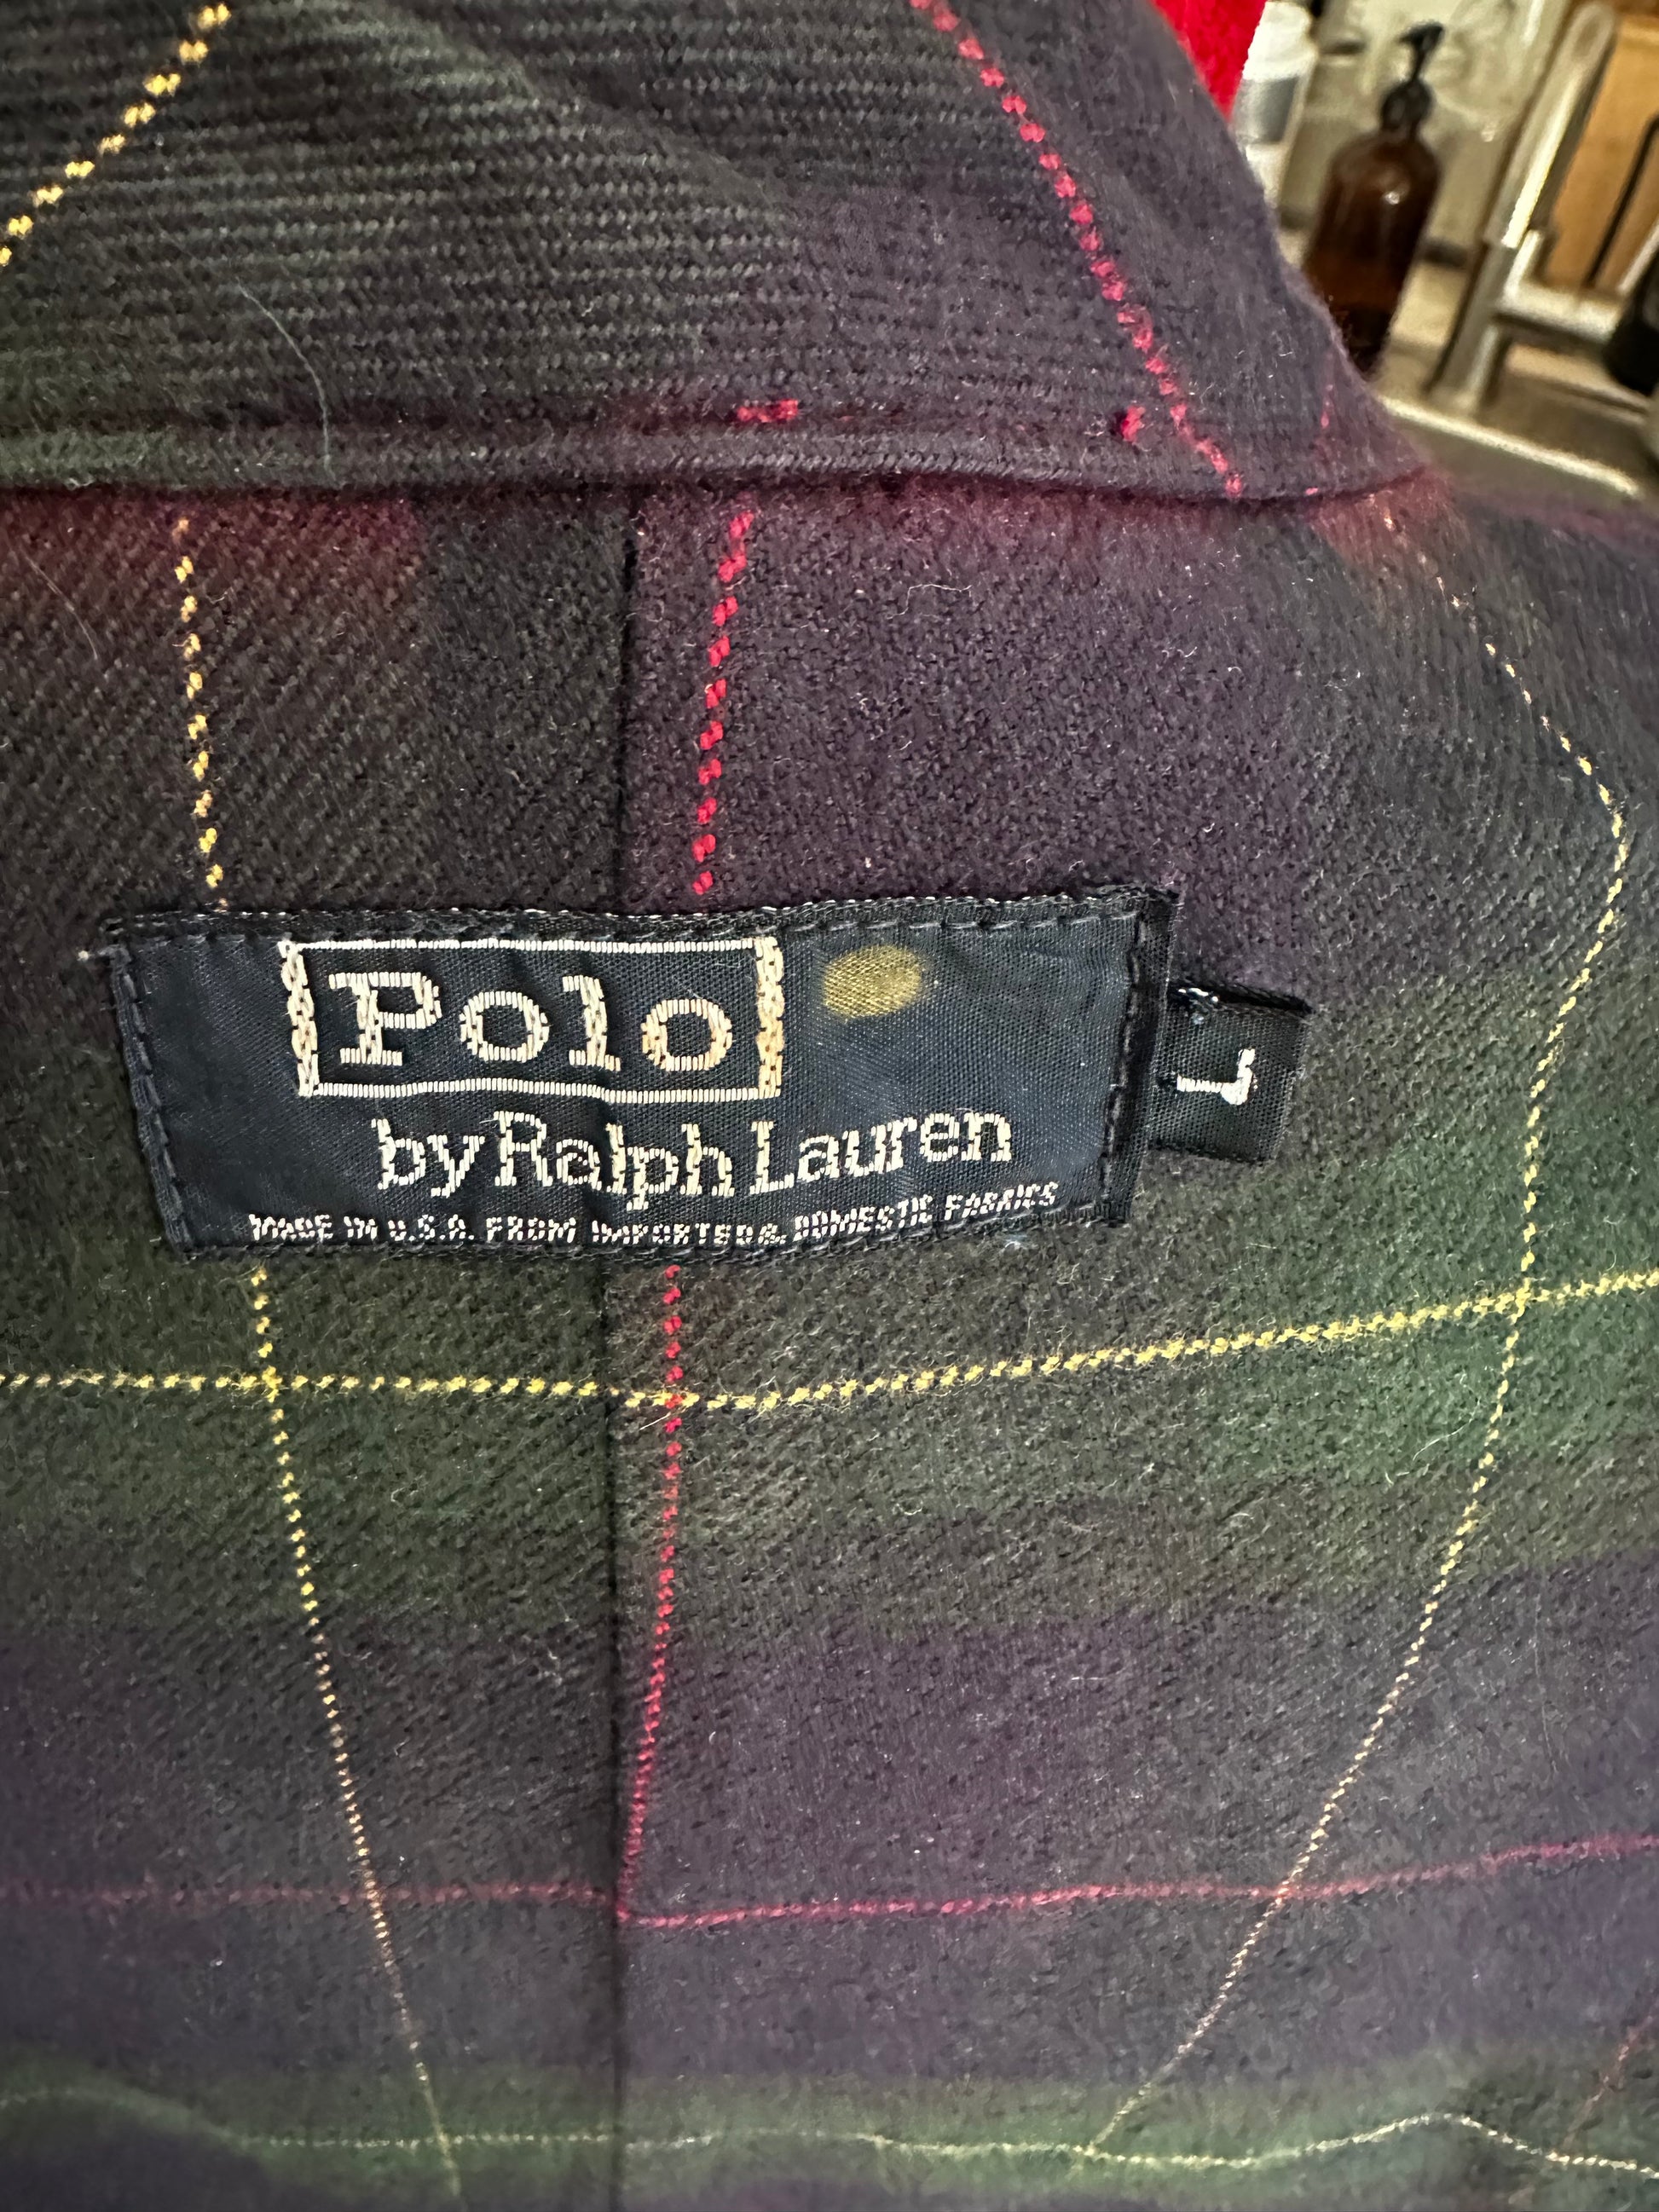 Polo
by Ralph Lauren
MADE IN U.S.A. FROM IMPORTED & DOMESTIC FABRICS
L